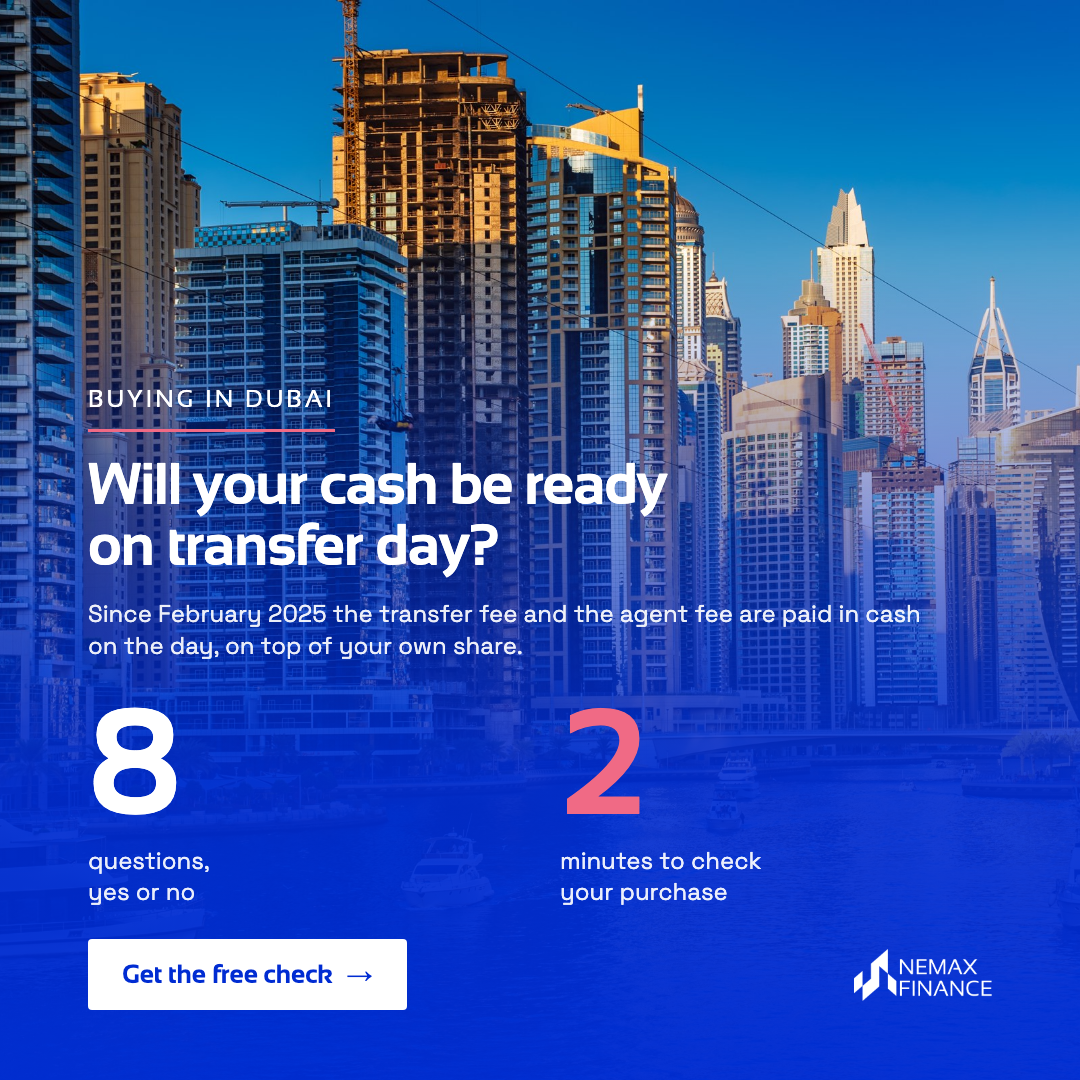 BUYING IN DUBAI
Will your cash be ready
on transfer day?
Since February 2025 the transfer fee and the agent fee are paid in cash
on the day, on top of your own share.
8
questions,
yes or no
2
minutes to check
your purchase
Get the free check →
NEMAX
FINANCE